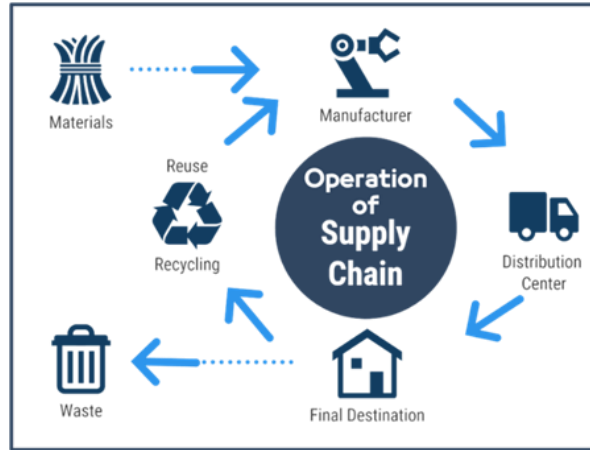 Materials
Manufacturer
Reuse
Recycling
Operation
of
Supply
Chain
Distribution
Center
Waste
Final Destination